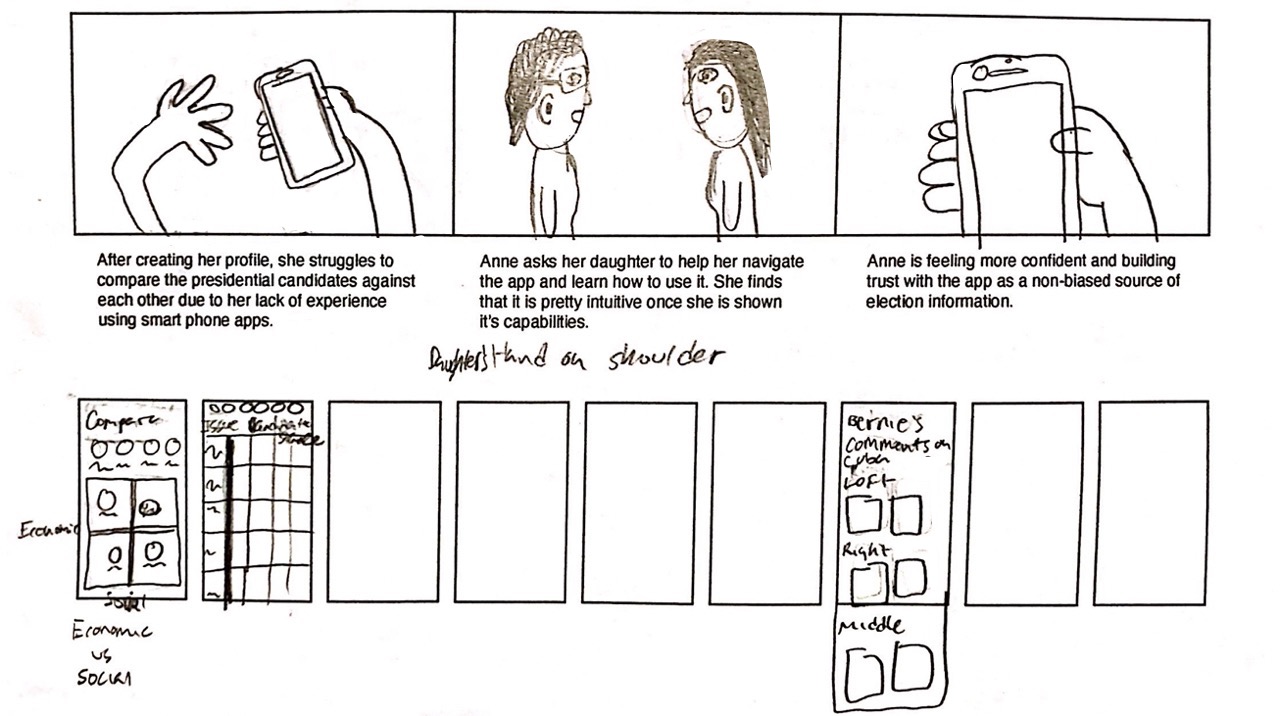 After creating her profile, she struggles to
compare the presidential candidates against
each other due to her lack of experience
using smart phone apps.
Anne asks her daughter to help her navigate
the app and learn how to use it. She finds
that it is pretty intuitive once she is shown
it's capabilities.
Anne is feeling more confident and building
trust with the app as a non-biased source of
election information.
Daughter's Hand on shoulder
Compare
Economic
Social
Economic
vs
Social
Issue Candidate
Bernie's
Comments on
Cuba
Left
Right
Middle